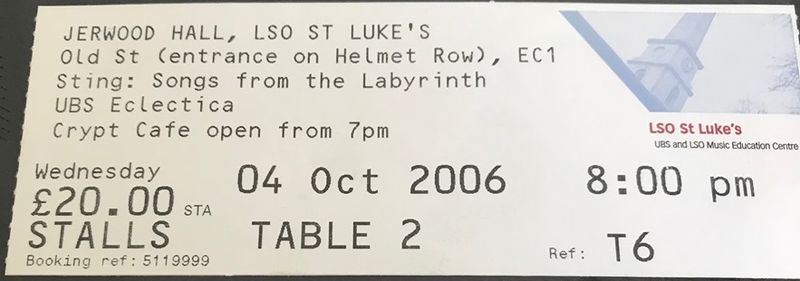 JERWOOD HALL, LSO ST LUKE'S
Old St (entrance on Helmet Row), EC1
Sting: Songs from the Labyrinth
UBS Eclectica
Crypt Cafe open from 7pm
LSO St Luke's
UBS and LSO Music Education Centre
Wednesday 04 Oct 2006 8:00 pm
£20.00 STA
STALLS TABLE 2 Ref: T6
Booking ref: 5119999